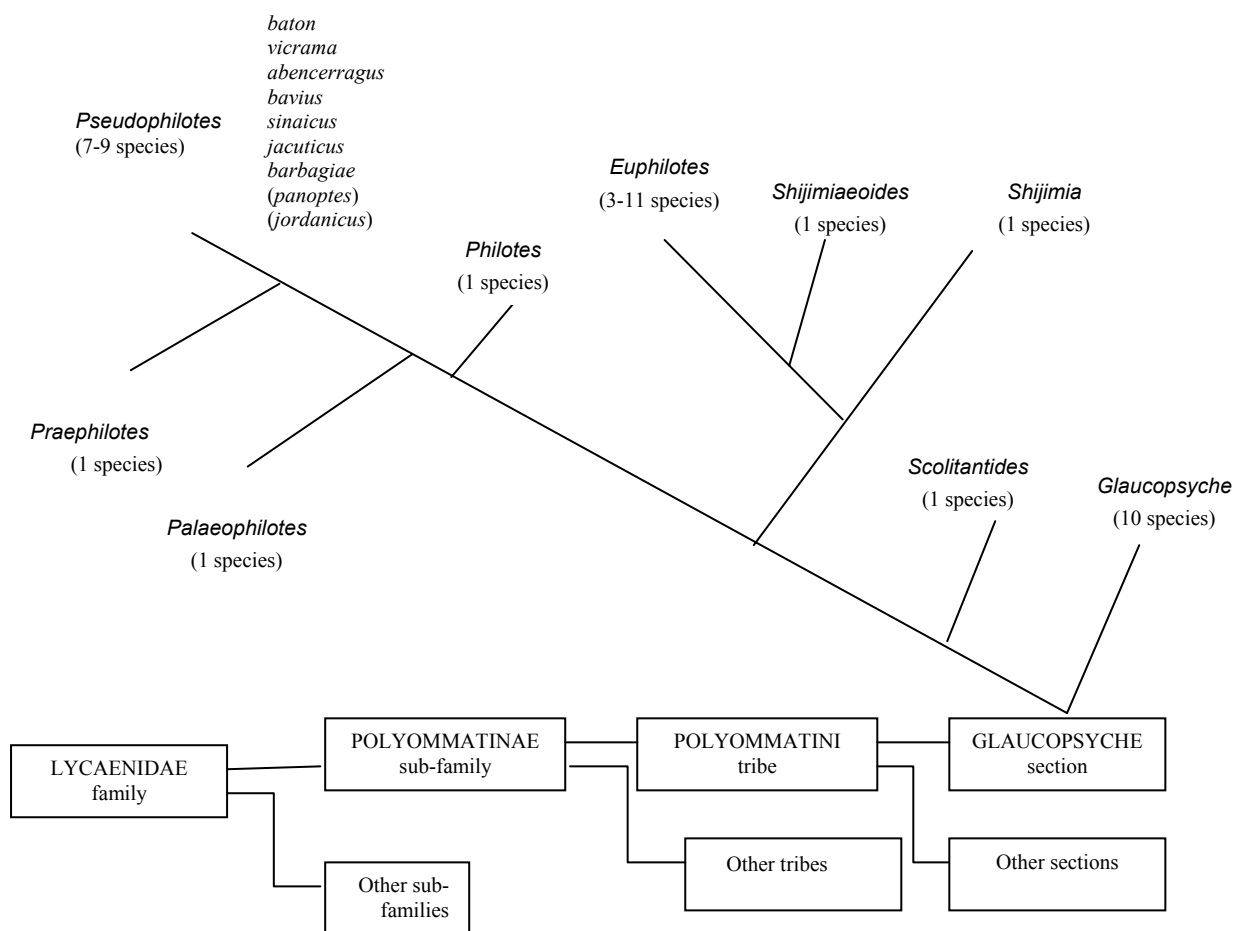 baton
vicrama
abencerragus
bavius
sinaicus
jacuticus
barbagiae
(panoptes)
(jordanicus)
Pseudophilotes
(7-9 species)
Philotes
(1 species)
Euphilotes
(3-11 species)
Shijimiaeoides
(1 species)
Shijimia
(1 species)
Praephilotes
(1 species)
Palaeophilotes
(1 species)
Scolitantides
(1 species)
Glaucopsyche
(10 species)
LYCAENIDAE
family
POLYOMMATINAE
sub-family
POLYOMMATINI
tribe
GLAUCOPSYCHE
section
Other sub-
families
Other tribes
Other sections